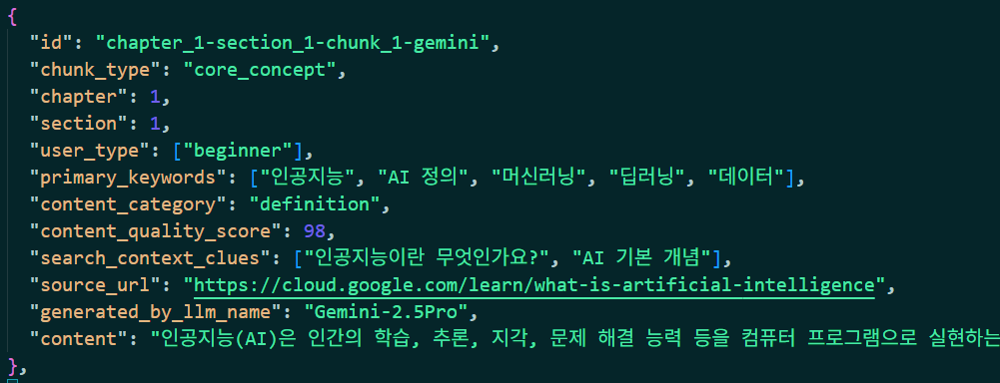 {
"id": "chapter_1-section_1-chunk_1-gemini",
"chunk_type": "core_concept",
"chapter": 1,
"section": 1,
"user_type": ["beginner"],
"primary_keywords": ["인공지능", "AI 정의", "머신러닝", "딥러닝", "데이터"],
"content_category": "definition",
"content_quality_score": 98,
"search_context_clues": ["인공지능이란 무엇인가요?", "AI 기본 개념"],
"source_url": "https://cloud.google.com/learn/what-is-artificial-intelligence",
"generated_by_llm_name": "Gemini-2.5Pro",
"content": "인공지능(AI)은 인간의 학습, 추론, 지각, 문제 해결 능력 등을 컴퓨터 프로그램으로 실현하는
},